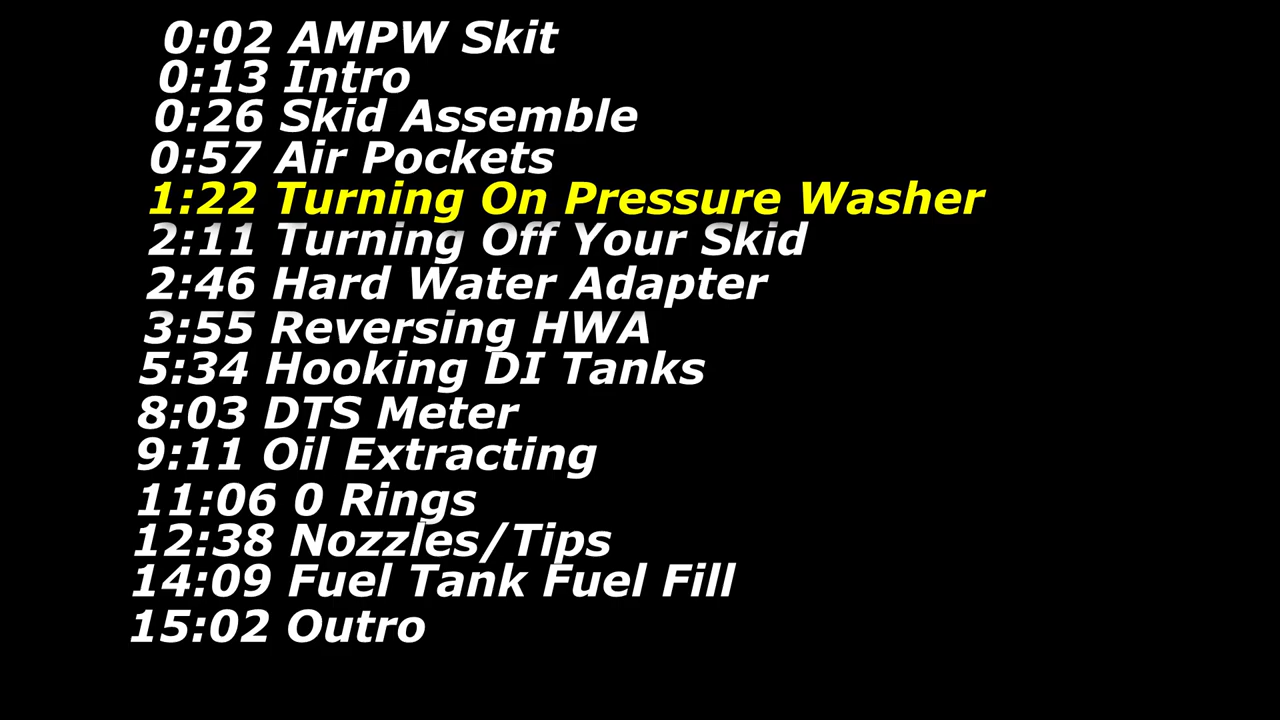 0:02 AMPW Skit
0:13 Intro
0:26 Skid Assemble
0:57 Air Pockets
1:22 Turning On Pressure Washer
2:11 Turning Off Your Skid
2:46 Hard Water Adapter
3:55 Reversing HWA
5:34 Hooking DI Tanks
8:03 DTS Meter
9:11 Oil Extracting
11:06 0 Rings
12:38 Nozzles/Tips
14:09 Fuel Tank Fuel Fill
15:02 Outro